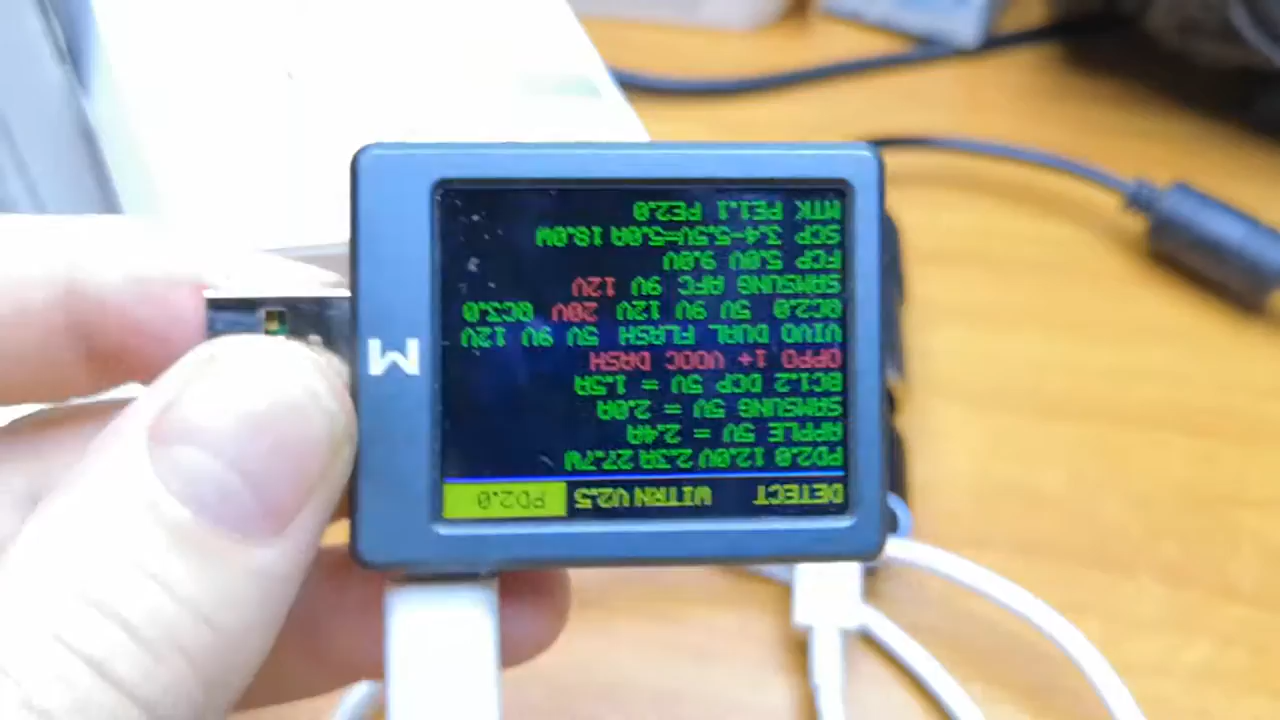 DETECT WITRN V2.5 PD2.0
PD2.0 12.0V 2.3A 27.7W
APPLE 5V = 2.4A
SAMSUNG 5V = 2.0A
BC1.2 DCP 5V = 1.5A
OPPO 1+ VOOC DASH
VIVO DUAL FLASH 5V 9V 12V
QC2.0 5V 9V 12V 20V QC3.0
SAMSUNG AFC 9V 12V
FCP 5.0V 9.0V
SCP 3.4-5.5V=5.0A 18.0W
MTK PE1.1 PE2.0